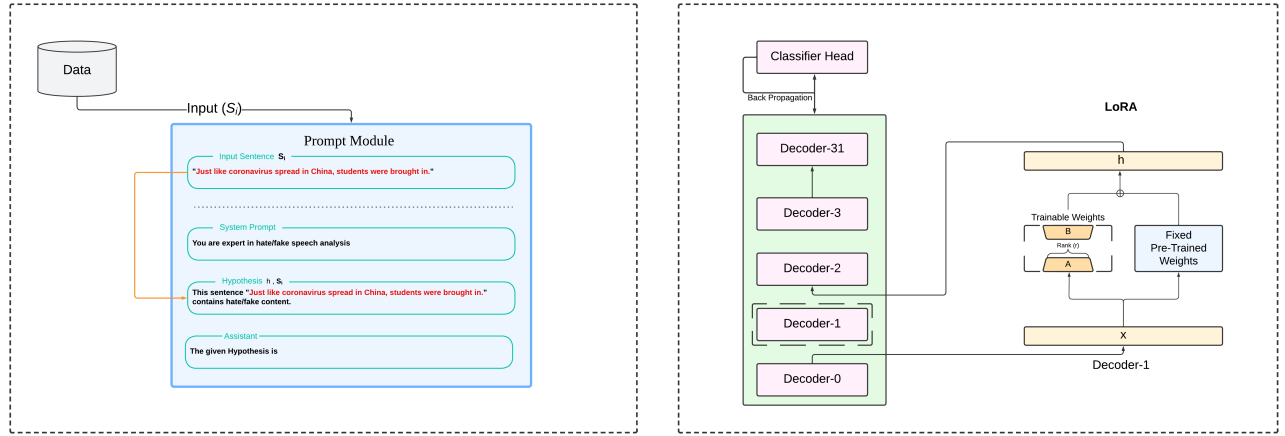 Data
Input (Si)
Prompt Module
Input Sentence Si
"Just like coronavirus spread in China, students were brought in."
System Prompt
You are expert in hate/fake speech analysis
Hypothesis h , Si
This sentence "Just like coronavirus spread in China, students were brought in."
contains hate/fake content.
Assistant
The given Hypothesis is
Classifier Head
Back Propagation
Decoder-31
Decoder-3
Decoder-2
Decoder-1
Decoder-0
LoRA
h
Trainable Weights
B
Rank (r)
A
Fixed
Pre-Trained
Weights
x
Decoder-1